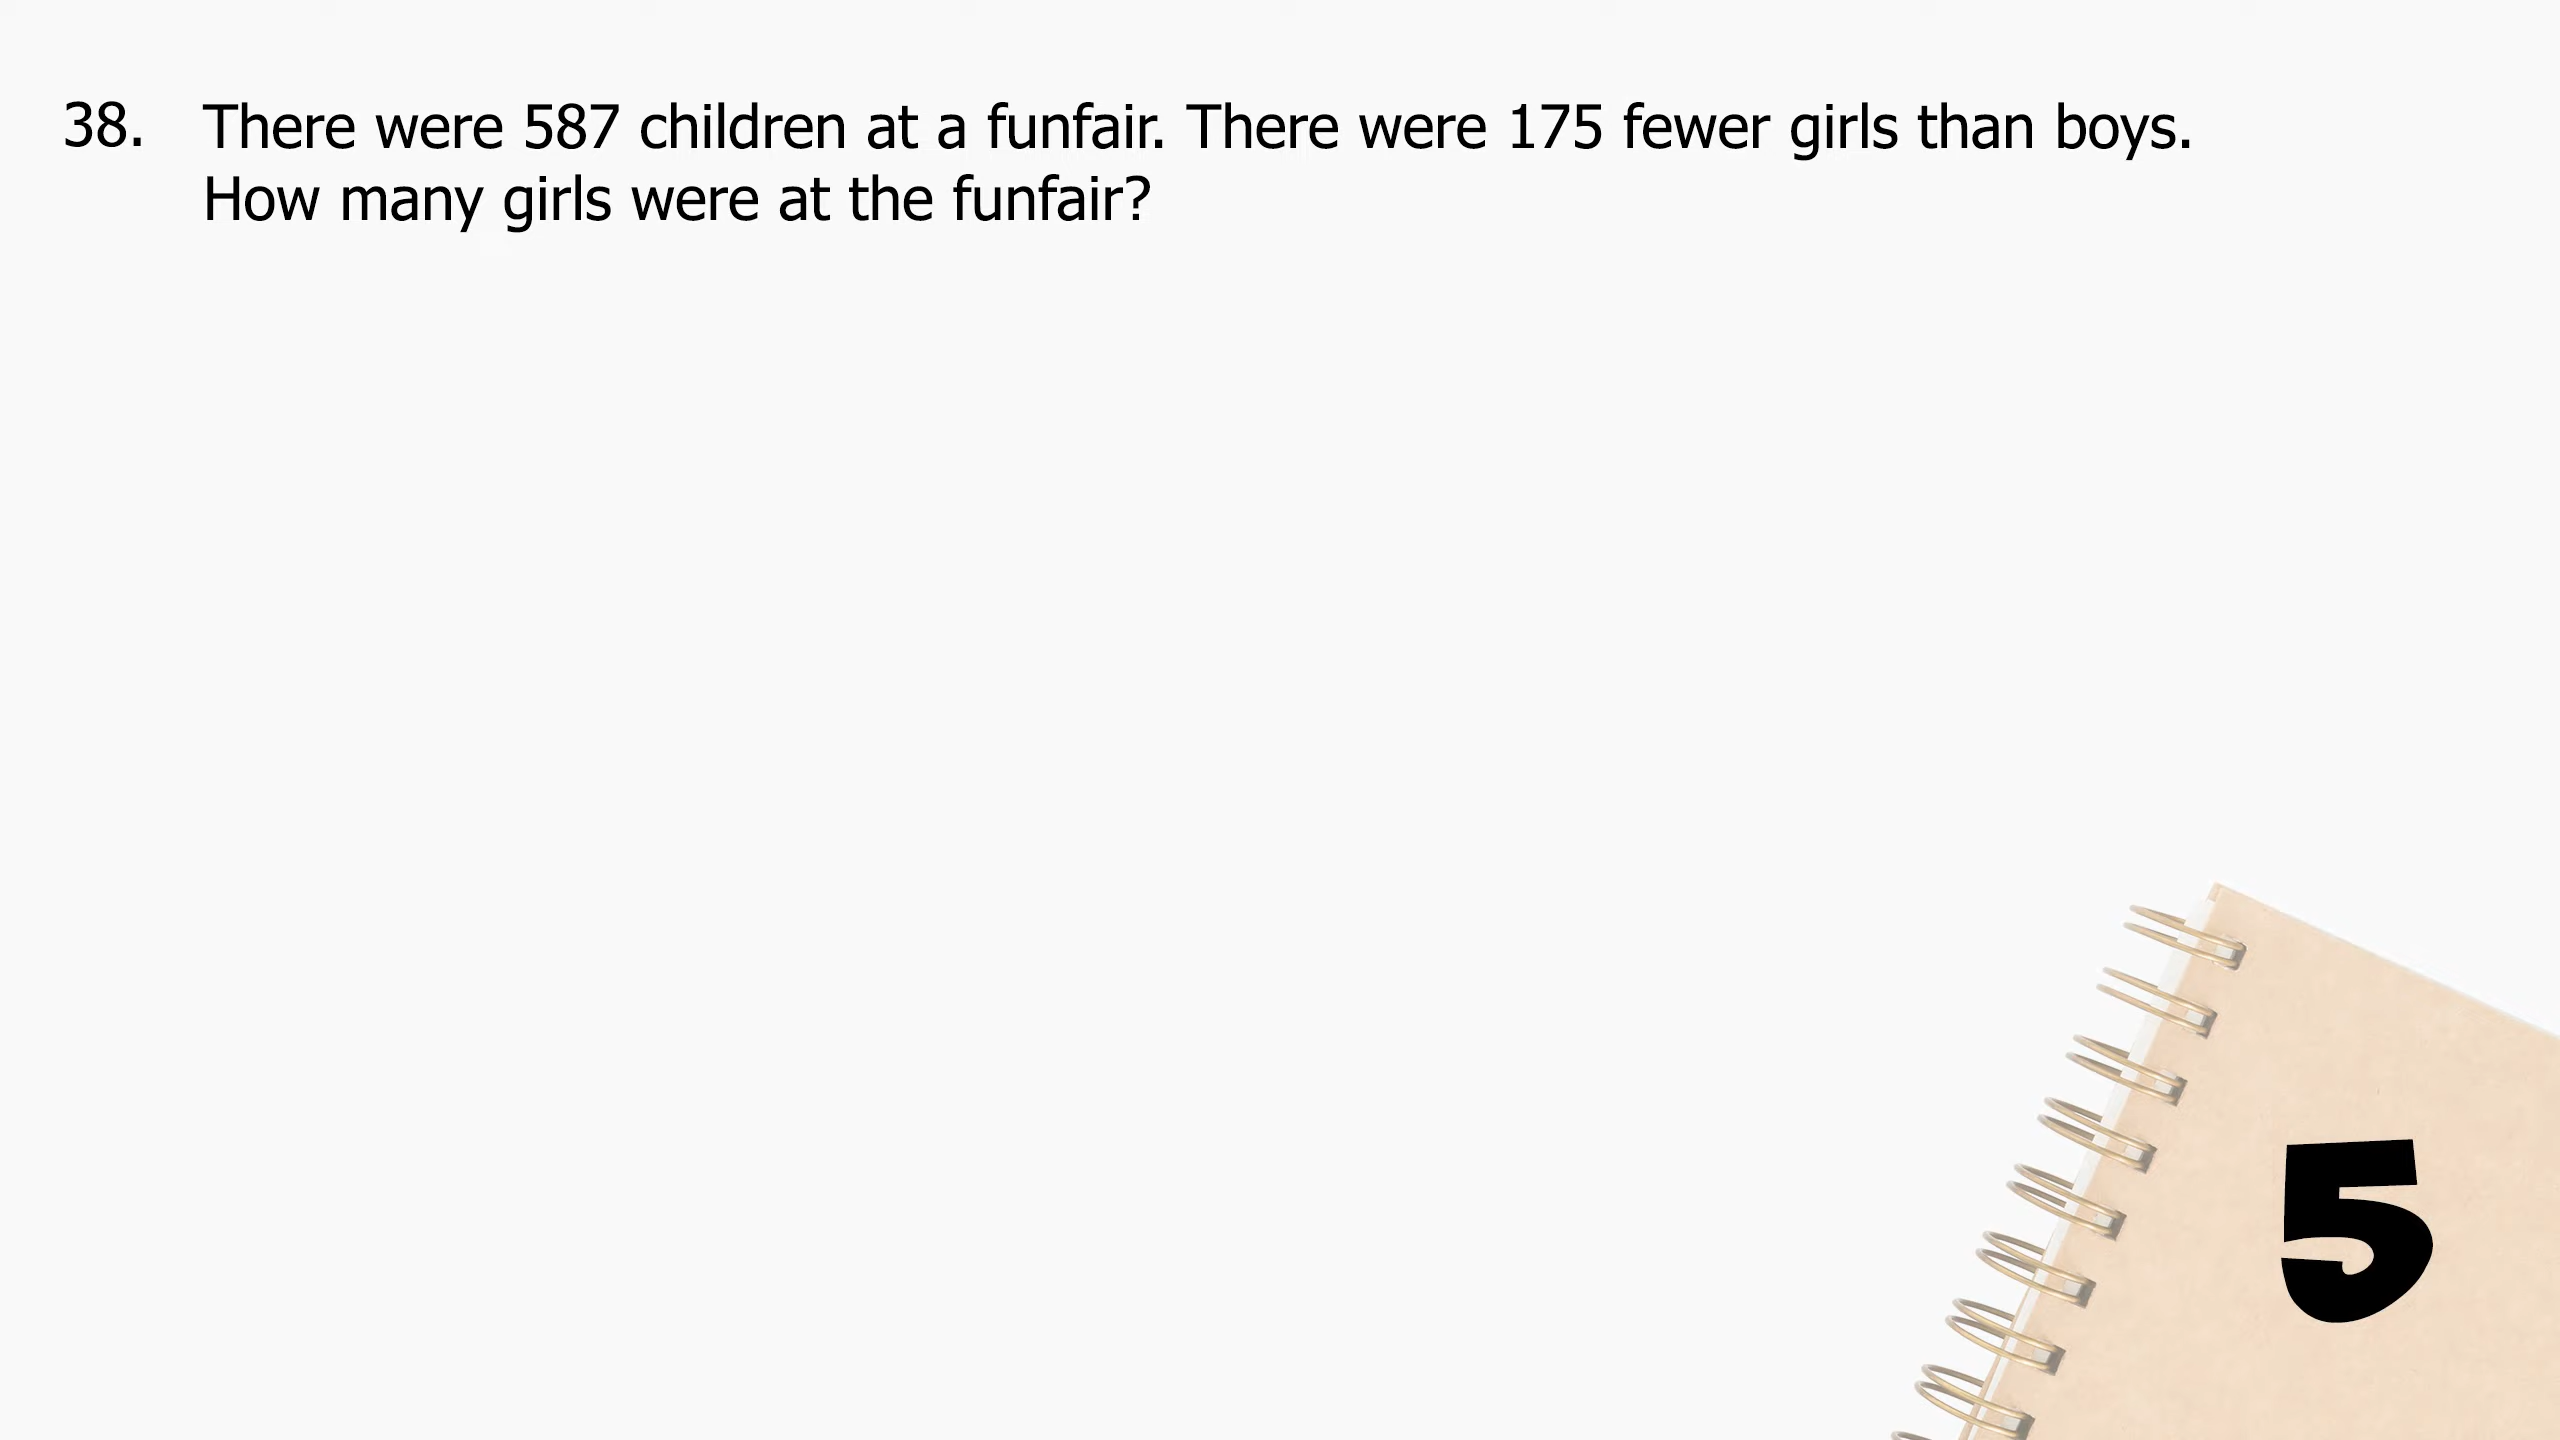 38. There were 587 children at a funfair. There were 175 fewer girls than boys.
How many girls were at the funfair?
5